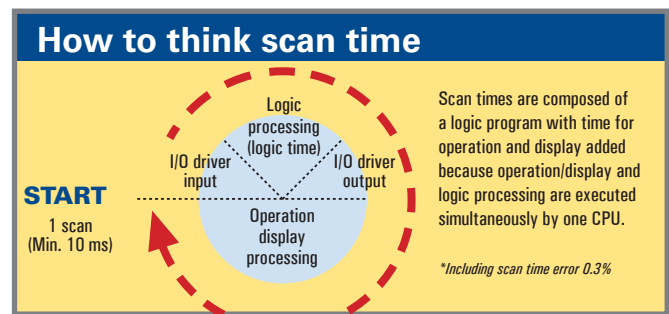 How to think scan time
Logic
processing
(logic time)
I/O driver
input
I/O driver
output
START
1 scan
(Min. 10 ms)
Operation
display
processing
Scan times are composed of
a logic program with time for
operation and display added
because operation/display and
logic processing are executed
simultaneously by one CPU.
*Including scan time error 0.3%